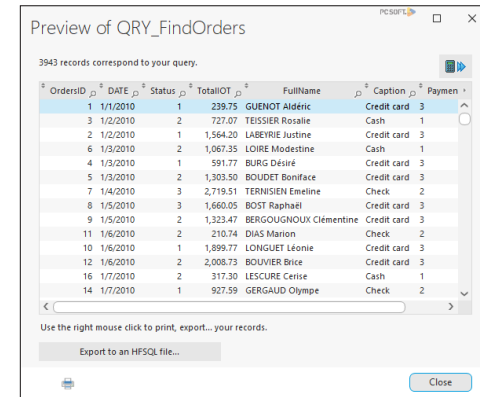 PC SOFT
Preview of QRY_FindOrders
3943 records correspond to your query.
OrdersID DATE Status TotalIOT FullName Caption Paymen
1 1/1/2010 1 239.75 GUENOT Aldéric Credit card 3
3 1/2/2010 2 727.07 TEISSIER Rosalie Cash 1
2 1/2/2010 1 1,564.20 LABEYRIE Justine Credit card 3
6 1/3/2010 2 1,067.35 LOIRE Modestine Cash 1
4 1/3/2010 1 591.77 BURG Désiré Credit card 3
5 1/3/2010 2 1,303.50 BOUDET Boniface Credit card 3
7 1/4/2010 3 2,719.51 TERNISIEN Emeline Check 2
8 1/5/2010 3 1,660.05 BOST Raphaël Credit card 3
9 1/5/2010 2 1,323.47 BERGOUGNOUX Clémentine Credit card 3
11 1/6/2010 2 210.74 DIAS Marion Check 2
10 1/6/2010 1 1,899.77 LONGUET Léonie Credit card 3
12 1/6/2010 2 2,008.73 BOUVIER Brice Credit card 3
16 1/7/2010 2 317.30 LESCURE Cerise Cash 1
14 1/7/2010 1 927.59 GERGAUD Olympe Check 2
Use the right mouse click to print, export... your records.
Export to an HFSQL file...
Close